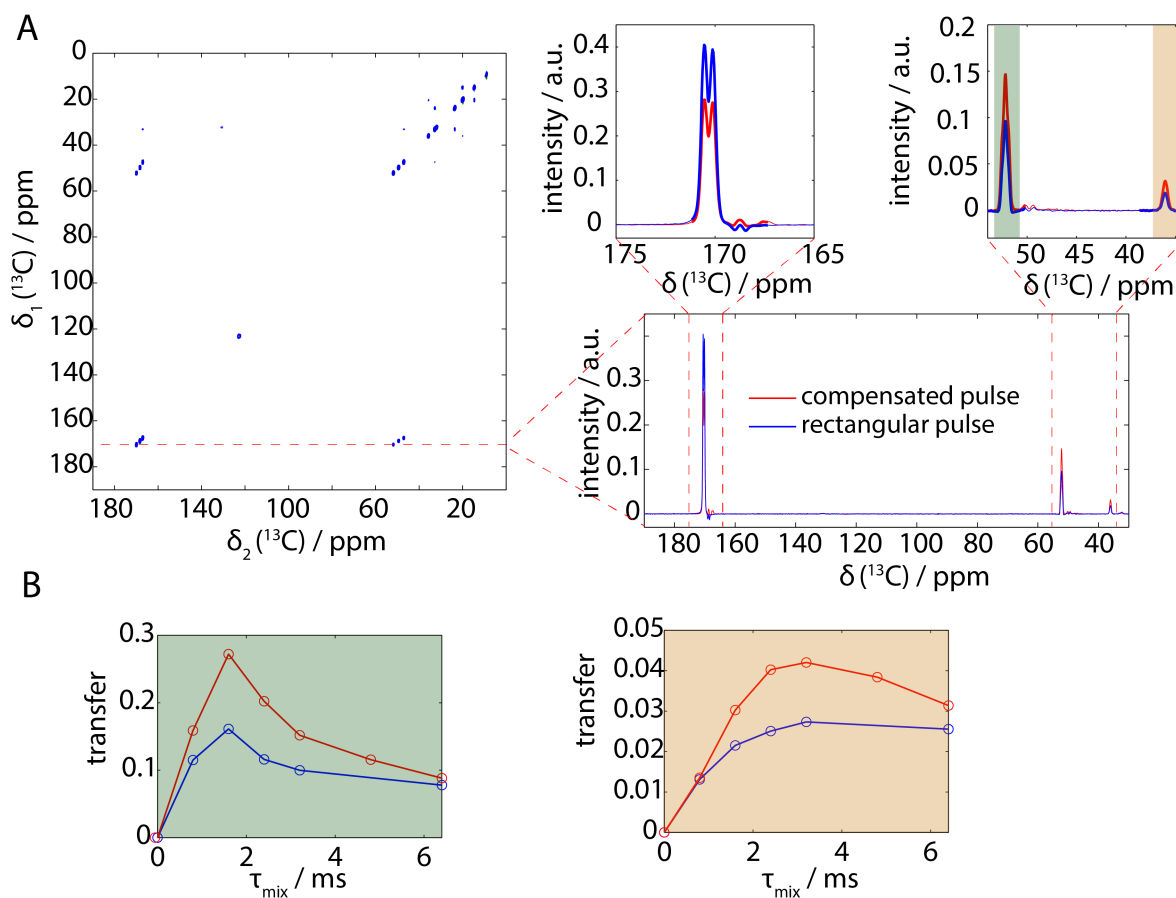 A
0
20
40
60
80
100
120
140
160
180
δ₁ (¹³C) / ppm
180 140 100 60 20
δ₂ (¹³C) / ppm
0.4
0.3
0.2
0.1
0
intensity / a.u.
175 170 165
δ (¹³C) / ppm
0.2
0.15
0.1
0.05
0
intensity / a.u.
50 45 40
δ (¹³C) / ppm
0.3
0.2
0.1
0
intensity / a.u.
compensated pulse
rectangular pulse
180 160 140 120 100 80 60 40
δ (¹³C) / ppm
B
0.3
0.2
0.1
0
transfer
0 2 4 6
τmix / ms
0.05
0.04
0.03
0.02
0.01
0
transfer
0 2 4 6
τmix / ms